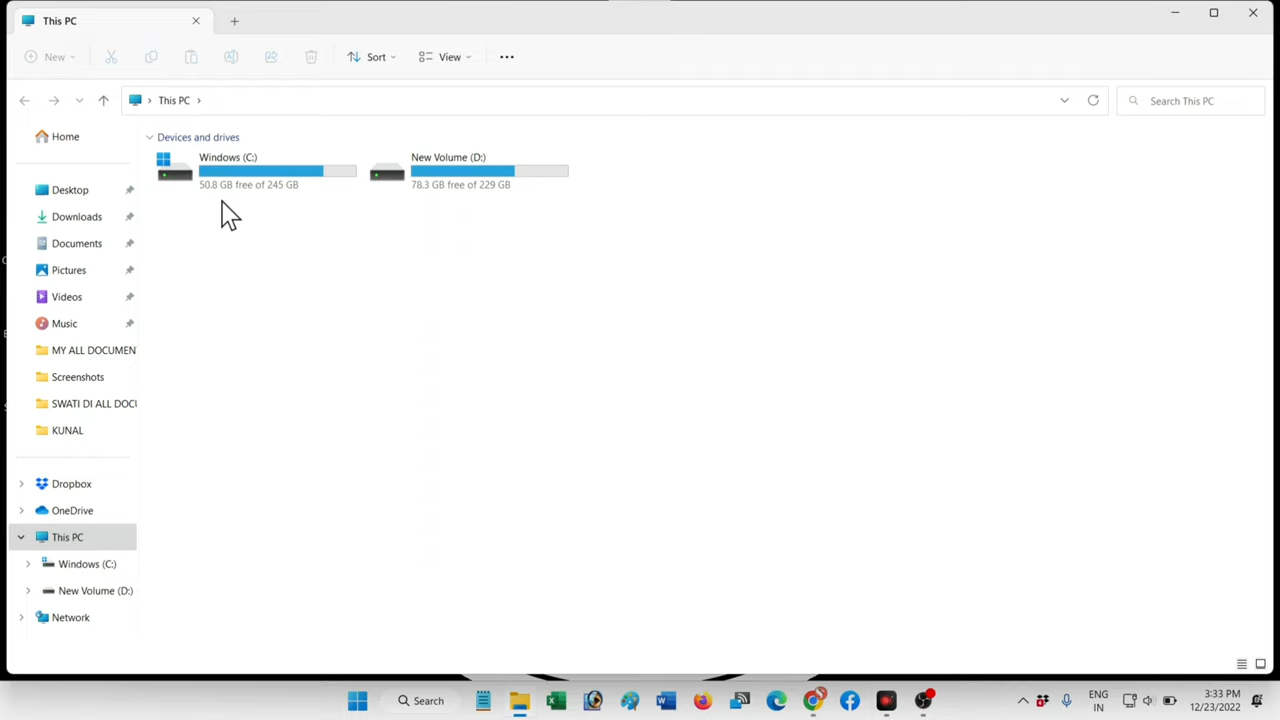 This PC
New
Sort
View
This PC
Search This PC
Home
Desktop
Downloads
Documents
Pictures
Videos
Music
MY ALL DOCUMEN
Screenshots
SWATI DI ALL DOCU
KUNAL
Dropbox
OneDrive
This PC
Windows (C:)
New Volume (D:)
Network
Devices and drives
Windows (C:)
50.8 GB free of 245 GB
New Volume (D:)
78.3 GB free of 229 GB
Search
ENG
IN
3:33 PM
12/23/2022